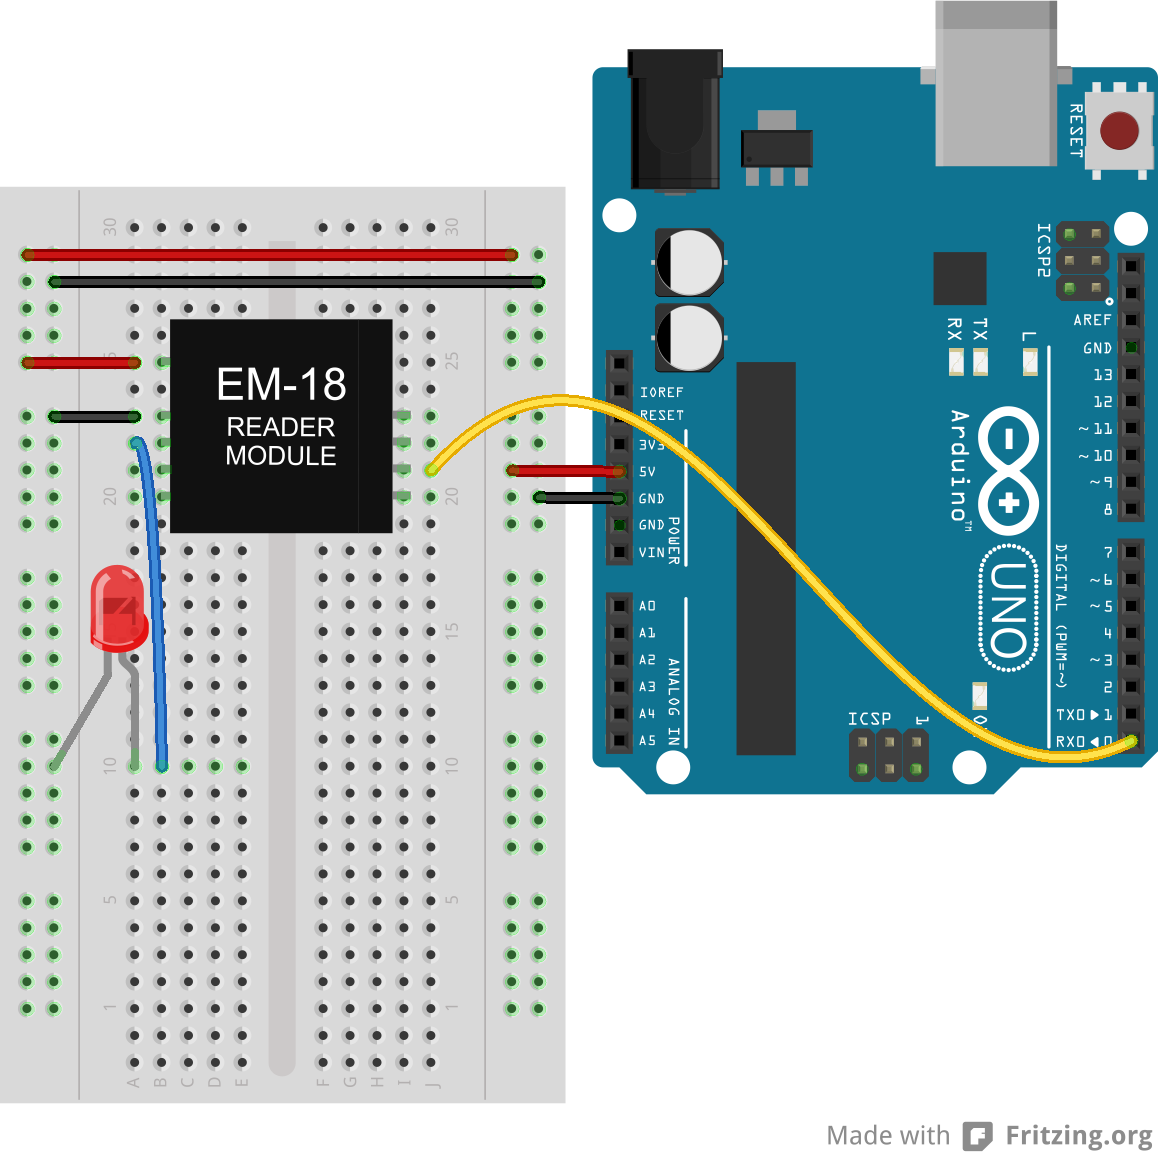 30
30
25
20
20
15
10
10
5
5
1
1
A B C D E
F G H I J
EM-18
READER
MODULE
RESET
ICSP2
IOREF
RESET
3V3
5V
GND
GND
VIN
POWER
A0
A1
A2
A3
A4
A5
ANALOG IN
RX
TX
L
AREF
GND
13
12
~11
~10
~9
8
7
~6
~5
4
~3
2
TX0▶1
RX0◀0
DIGITAL (PWM=~)
Arduino™
UNO
ICSP
1
Made with Fritzing.org